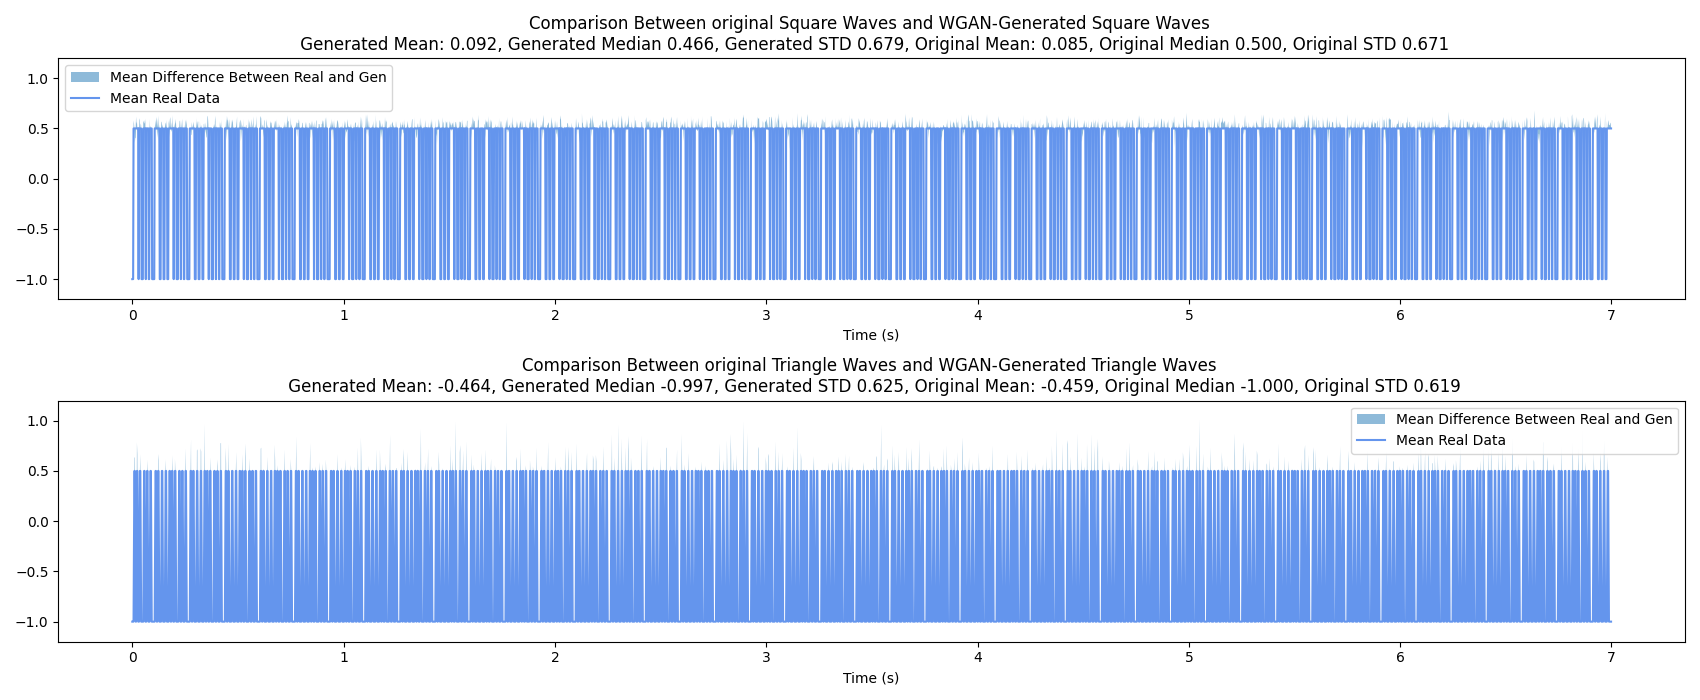 Comparison Between original Square Waves and WGAN-Generated Square Waves
Generated Mean: 0.092, Generated Median 0.466, Generated STD 0.679, Original Mean: 0.085, Original Median 0.500, Original STD 0.671
Mean Difference Between Real and Gen
Mean Real Data
1.0
0.5
0.0
−0.5
−1.0
0 1 2 3 4 5 6 7
Time (s)
Comparison Between original Triangle Waves and WGAN-Generated Triangle Waves
Generated Mean: -0.464, Generated Median -0.997, Generated STD 0.625, Original Mean: -0.459, Original Median -1.000, Original STD 0.619
Mean Difference Between Real and Gen
Mean Real Data
1.0
0.5
0.0
−0.5
−1.0
0 1 2 3 4 5 6 7
Time (s)